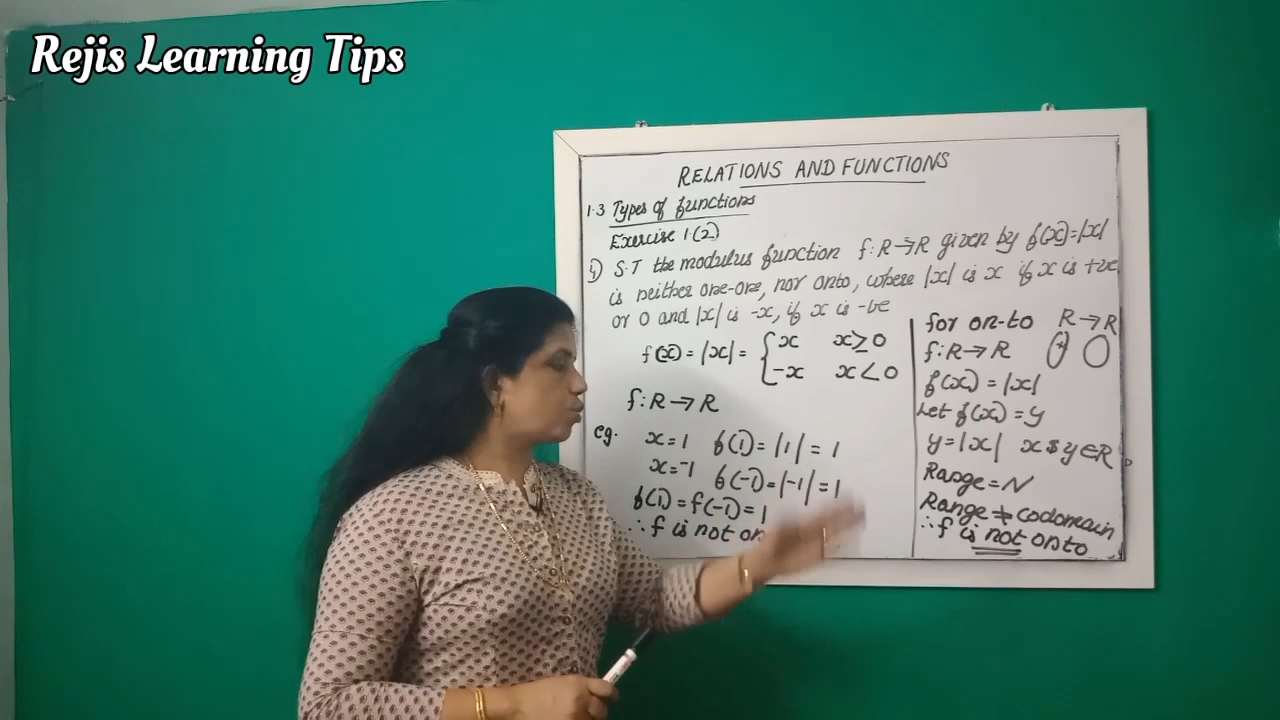 Rejis Learning Tips
RELATIONS AND FUNCTIONS
1.3 Types of functions
Exercise 1.(2)
4) S.T the modulus function f:R→R given by f(x)=|x|
is neither one-one, nor onto, where |x| is x if x is +ve
or 0 and |x| is -x, if x is -ve
f(x) = |x| = { x x≥0
-x x<0
f:R→R
eg. x=1 f(1)=|1|=1
x=-1 f(-1)=|-1|=1
f(1)=f(-1)=1
∴ f is not on
for on-to R→R
f:R→R
f(x)=|x|
Let f(x)=y
y=|x| x & y∈R
Range=N
Range ≠ codomain
∴ f is not onto